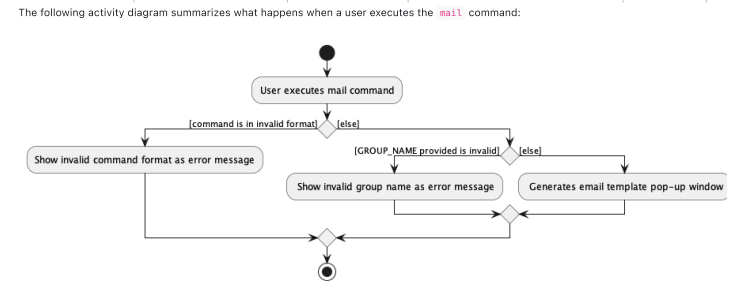 The following activity diagram summarizes what happens when a user executes the mail command:
User executes mail command
[command is in invalid format]
[else]
Show invalid command format as error message
[GROUP_NAME provided is invalid]
[else]
Show invalid group name as error message
Generates email template pop-up window